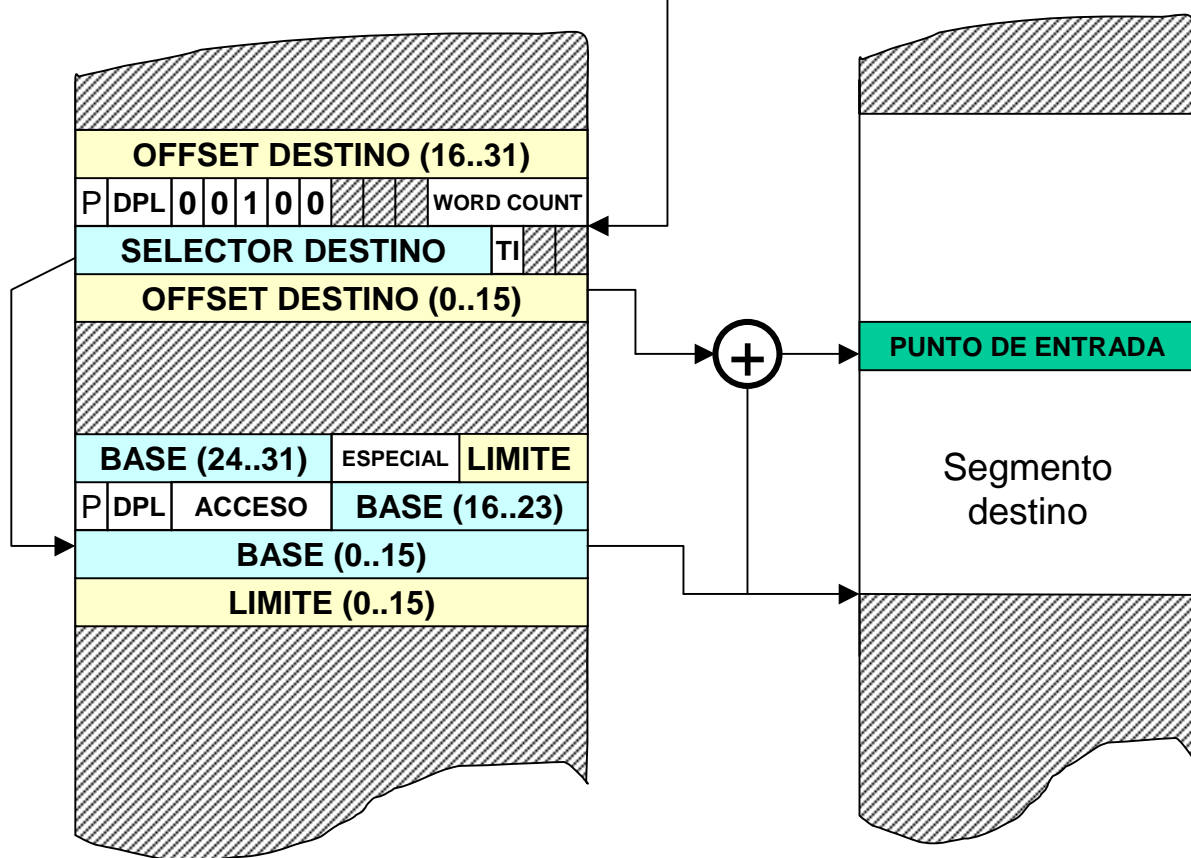 OFFSET DESTINO (16..31)
P DPL 0 0 1 0 0 WORD COUNT
SELECTOR DESTINO TI
OFFSET DESTINO (0..15)
+
PUNTO DE ENTRADA
BASE (24..31) ESPECIAL LIMITE
P DPL ACCESO BASE (16..23)
BASE (0..15)
LIMITE (0..15)
Segmento
destino